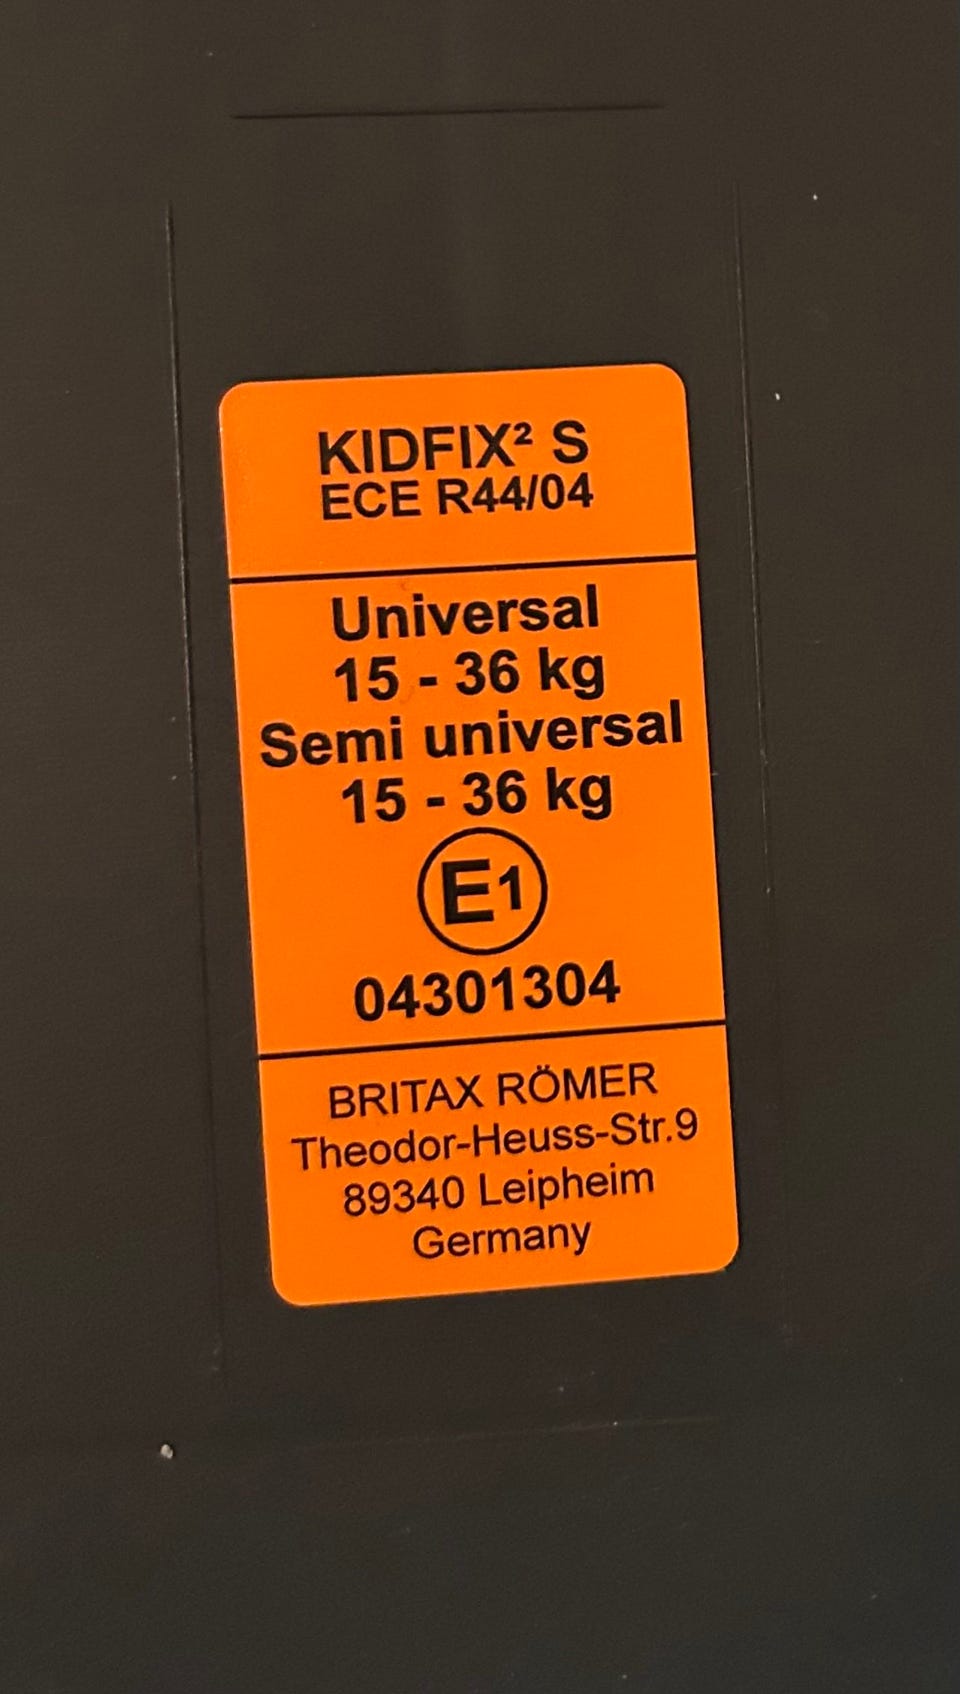 KIDFIX² S
ECE R44/04
Universal
15 - 36 kg
Semi universal
15 - 36 kg
E1
04301304
BRITAX RÖMER
Theodor-Heuss-Str.9
89340 Leipheim
Germany